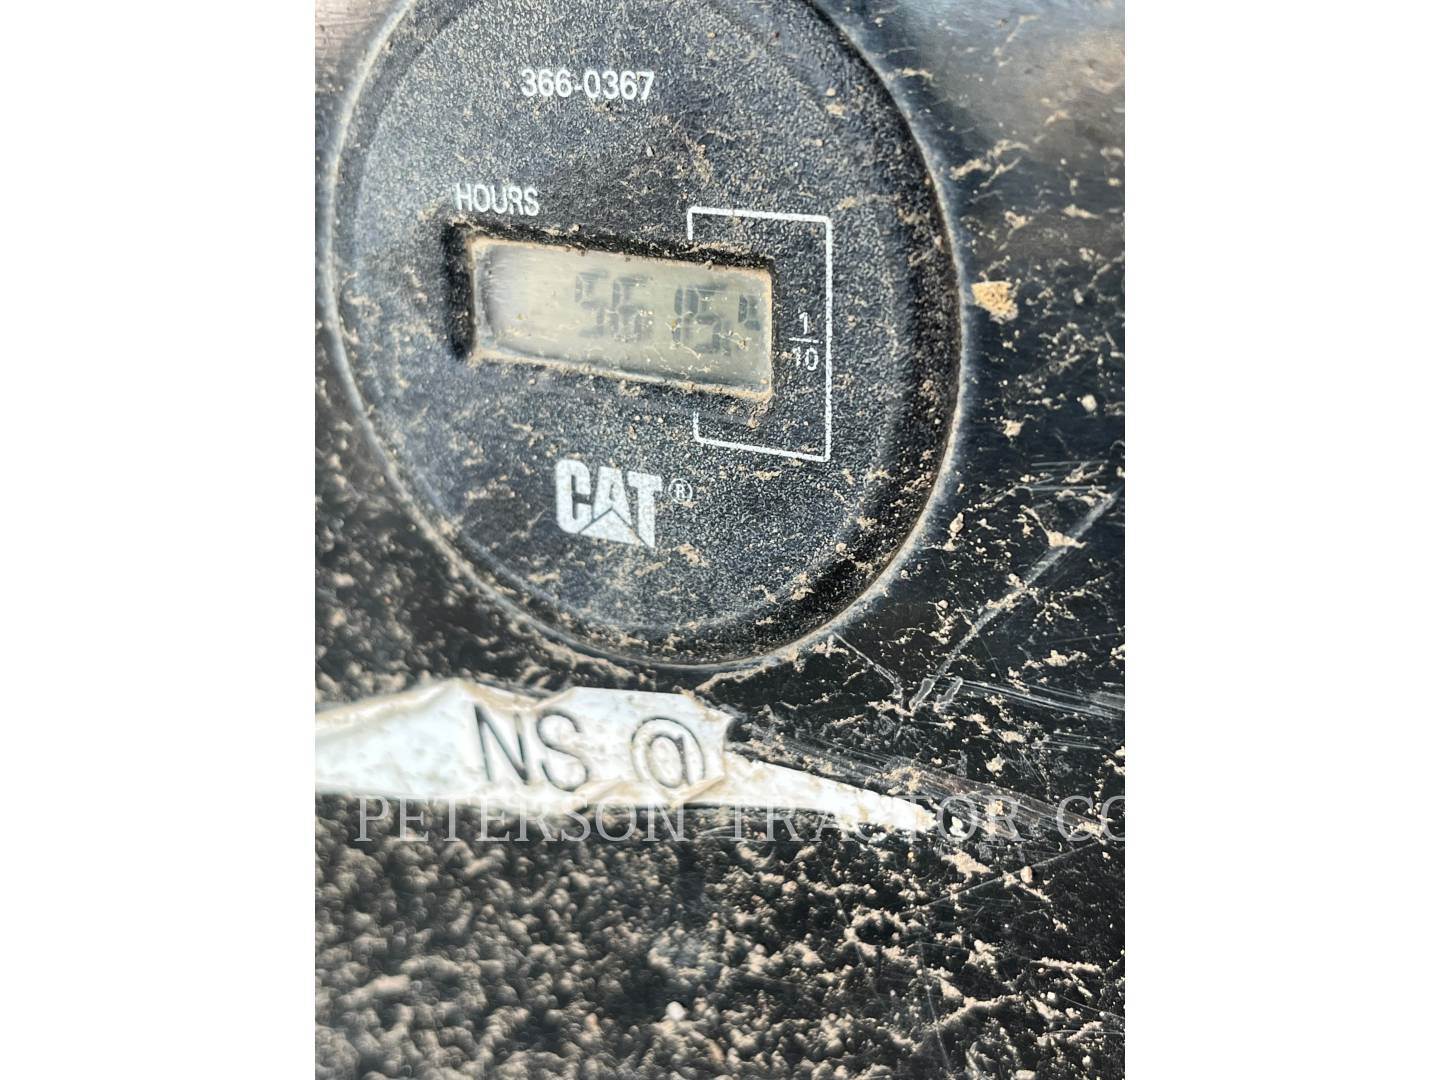 366-0367
HOURS
1
10
CAT®
NS @
PETERSON TRACTOR CO